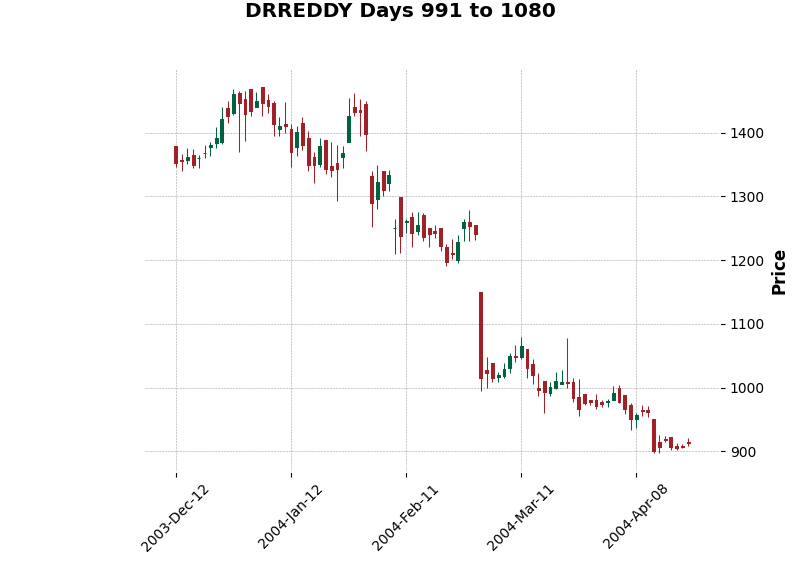 DRREDDY Days 991 to 1080
1400
1300
1200
1100
1000
900
Price
2003-Dec-12
2004-Jan-12
2004-Feb-11
2004-Mar-11
2004-Apr-08